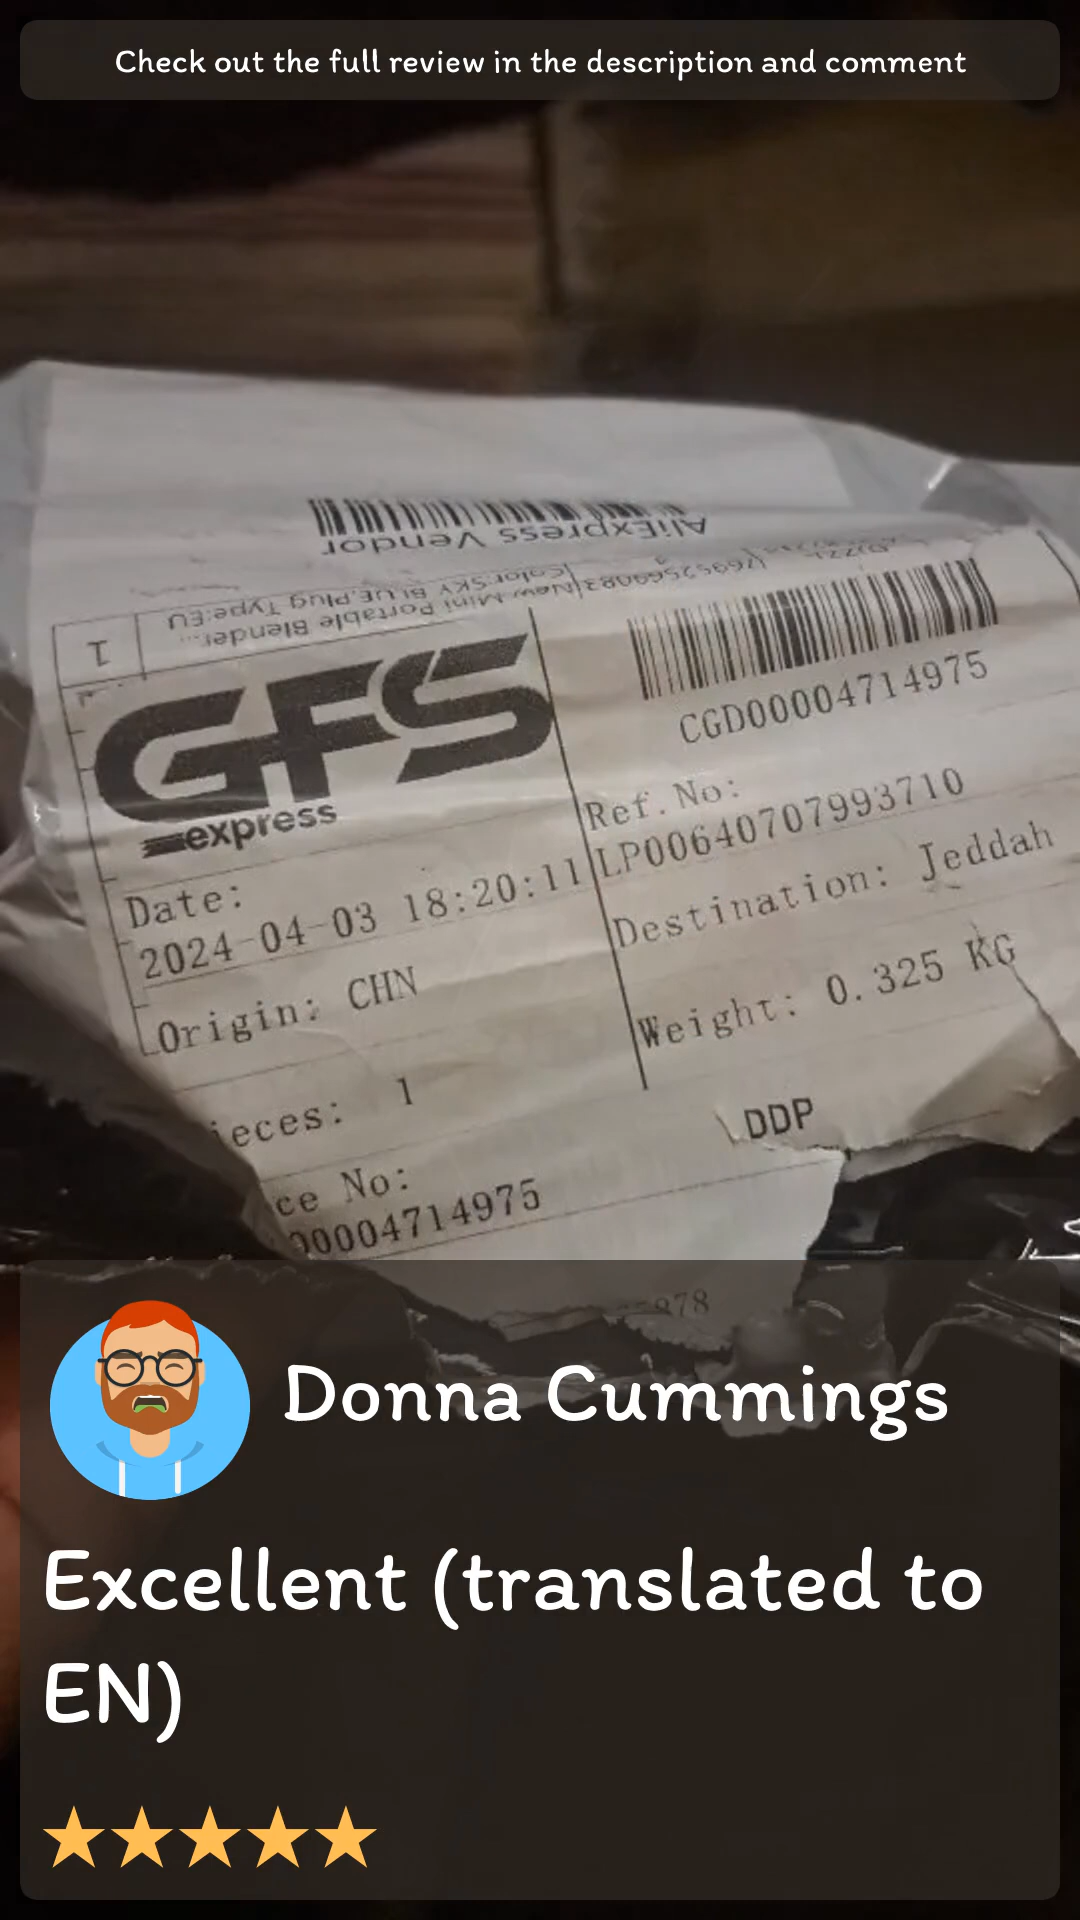 Check out the full review in the description and comment
AliExpress Vendor
Color:SKY BLUE,Plug Type:EU
New Mini Portable Blender...
1
GFS
express
CGD00004714975
Ref.No:
LP00640707993710
Date:
2024-04-03 18:20:11
Destination: Jeddah
Origin: CHN
Weight: 0.325 KG
ieces: 1
DDP
ce No:
00004714975
978
Donna Cummings
Excellent (translated to
EN)